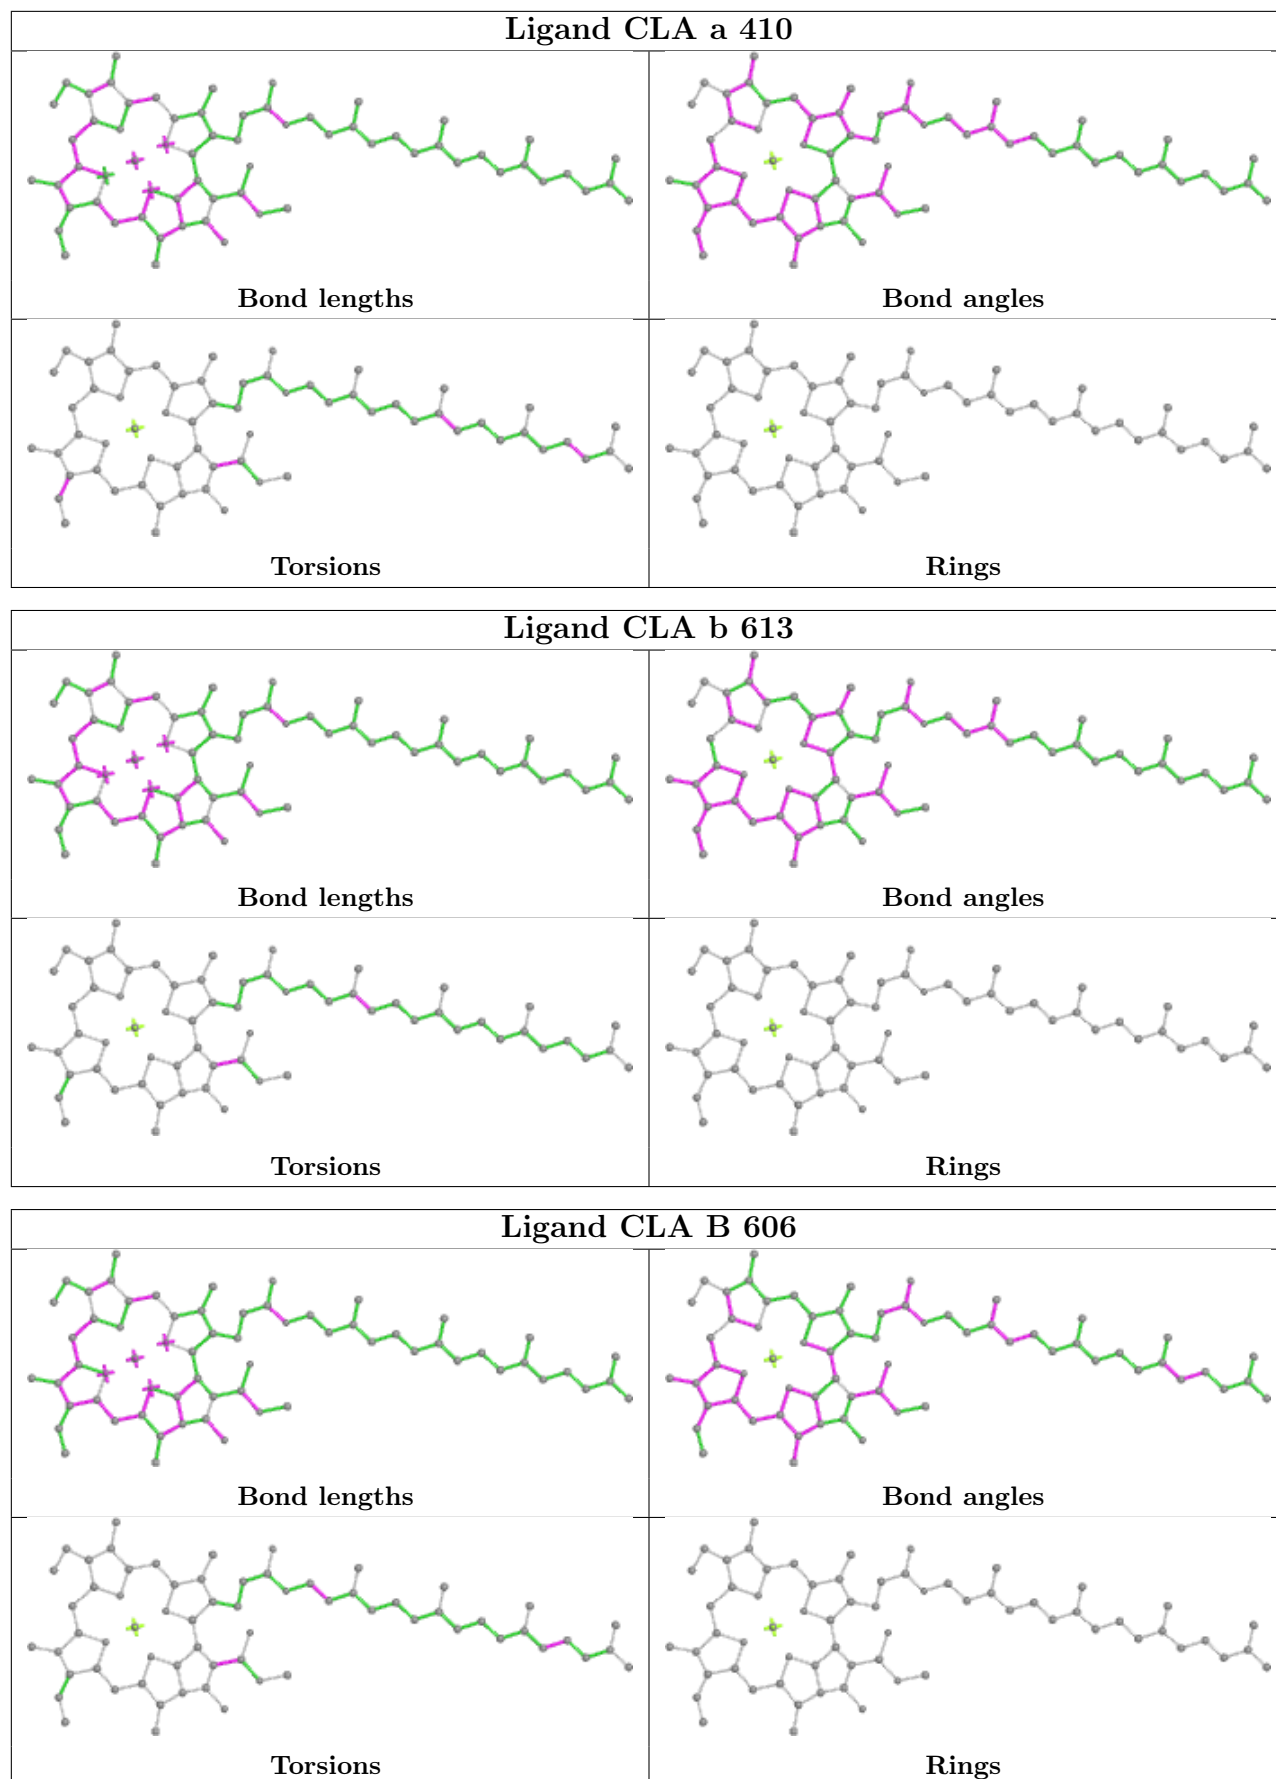 Ligand CLA a 410
Bond lengths
Bond angles
Torsions
Rings
Ligand CLA b 613
Bond lengths
Bond angles
Torsions
Rings
Ligand CLA B 606
Bond lengths
Bond angles
Torsions
Rings